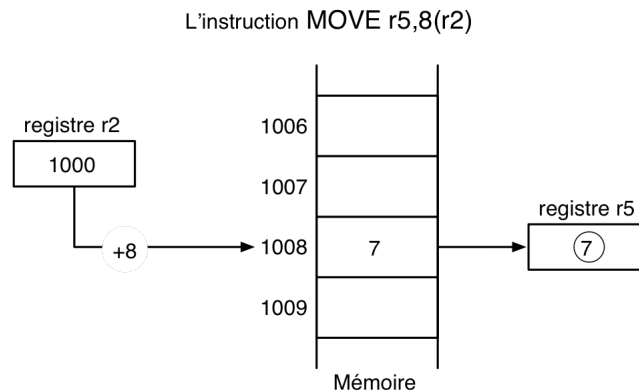 L'instruction MOVE r5,8(r2)
registre r2
1000
+8
1006
1007
1008
7
1009
registre r5
7
Mémoire